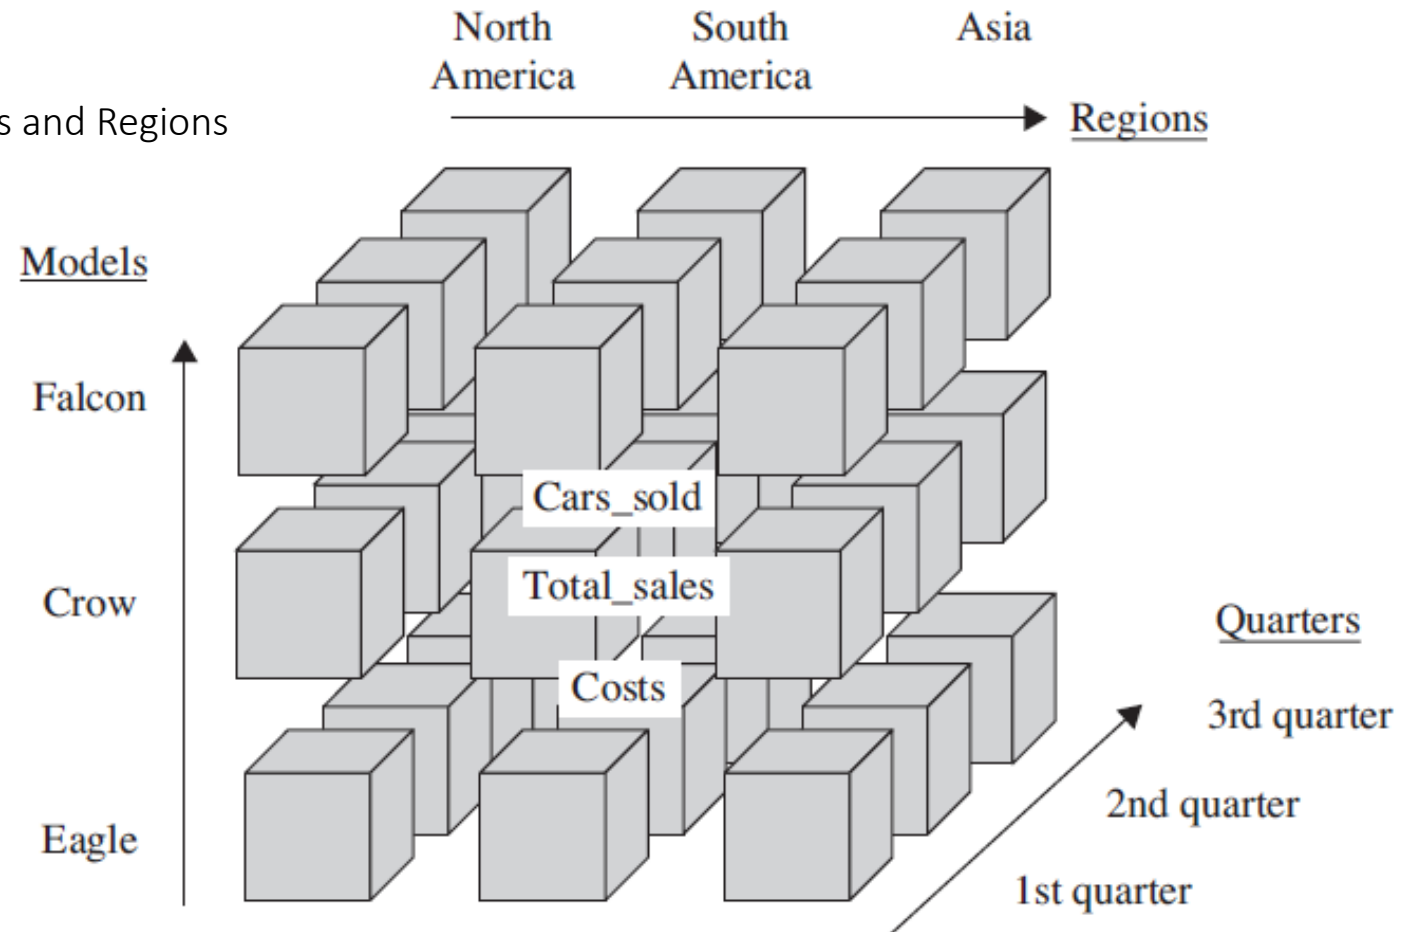 North
America
South
America
Asia
s and Regions
Regions
Models
Falcon
Cars_sold
Total_sales
Crow
Costs
Quarters
3rd quarter
2nd quarter
Eagle
1st quarter